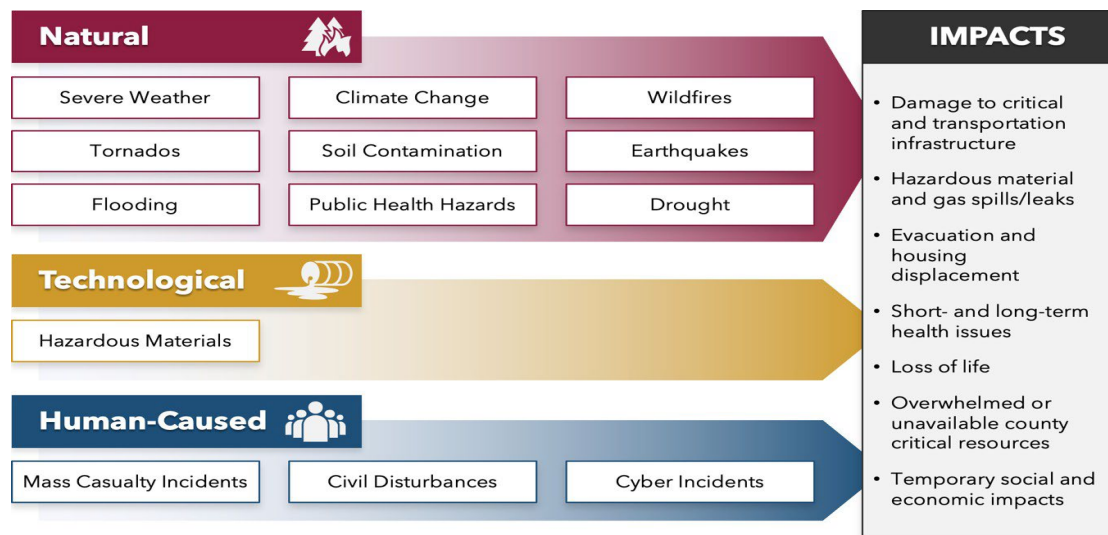 Natural
Severe Weather
Climate Change
Wildfires
Tornados
Soil Contamination
Earthquakes
Flooding
Public Health Hazards
Drought
Technological
Hazardous Materials
Human-Caused
Mass Casualty Incidents
Civil Disturbances
Cyber Incidents
IMPACTS
• Damage to critical
and transportation
infrastructure
• Hazardous material
and gas spills/leaks
• Evacuation and
housing
displacement
• Short- and long-term
health issues
• Loss of life
• Overwhelmed or
unavailable county
critical resources
• Temporary social and
economic impacts